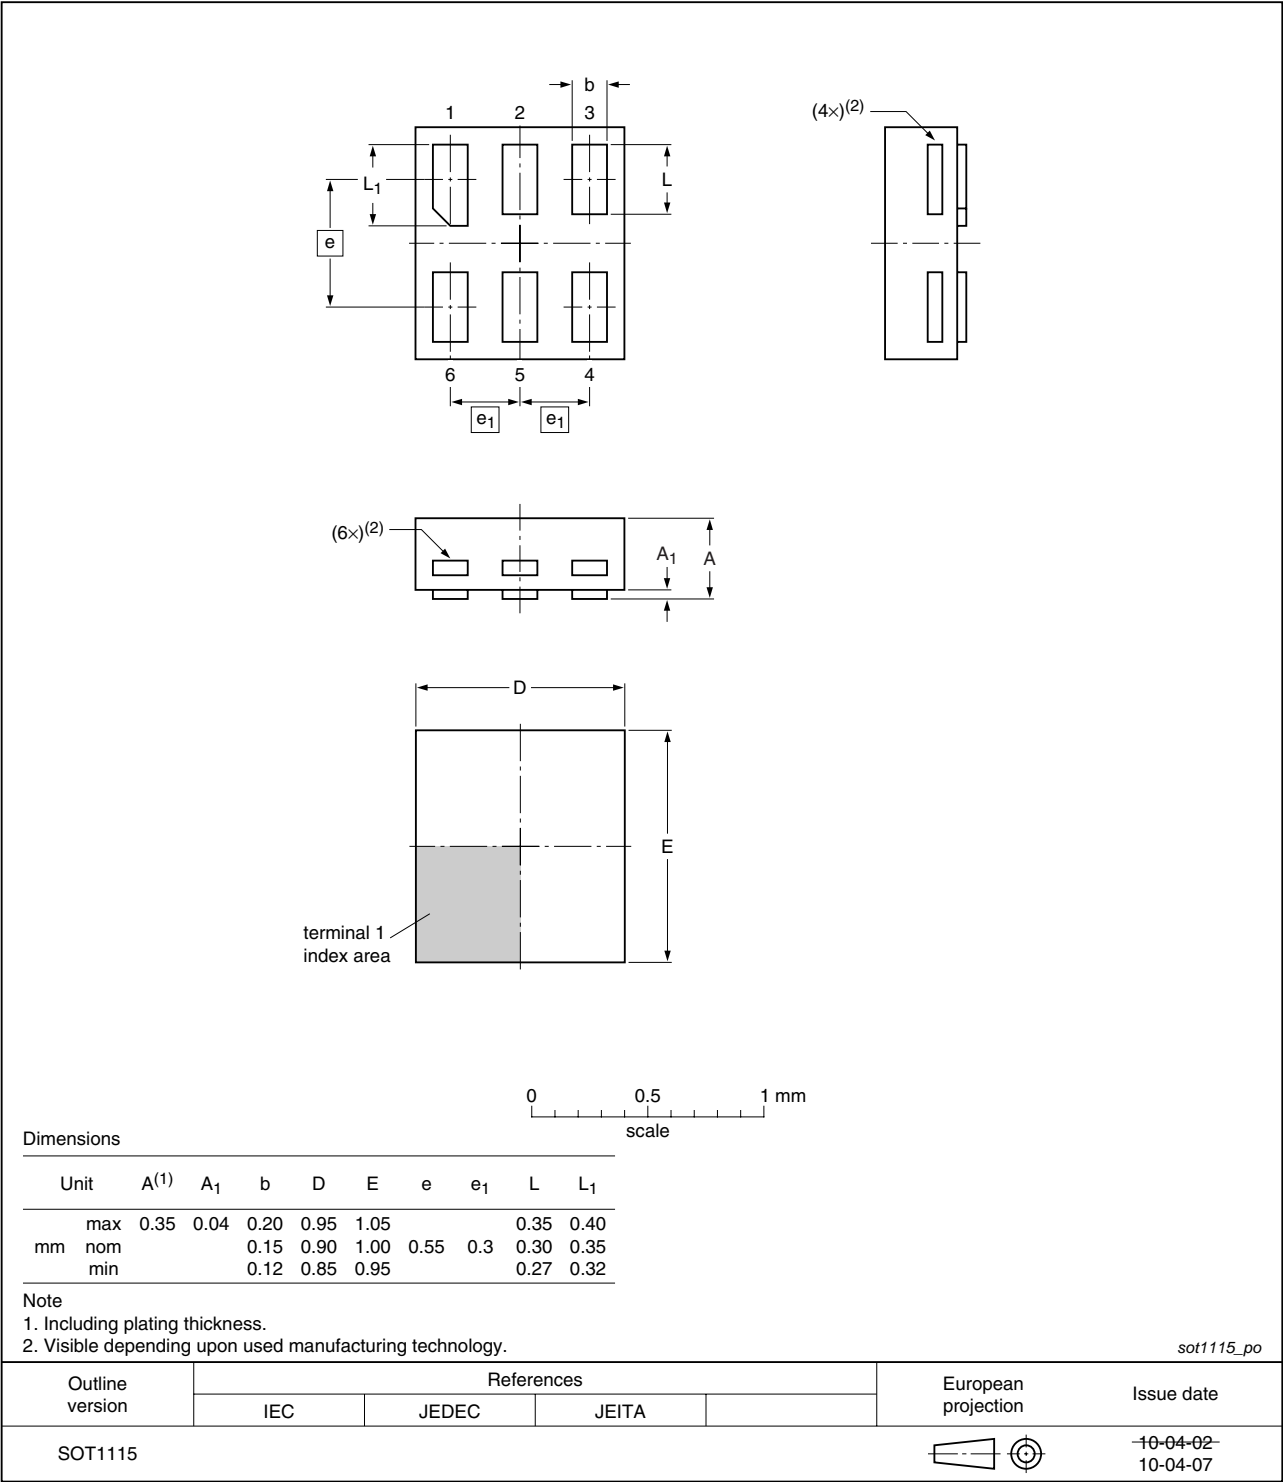 b
1 2 3
(4×)(2)
L1
L
e
6 5 4
e1 e1
(6×)(2)
A1 A
D
E
terminal 1
index area
0 0.5 1 mm
scale
Dimensions
Unit A(1) A1 b D E e e1 L L1
max 0.35 0.04 0.20 0.95 1.05 0.35 0.40
mm nom 0.15 0.90 1.00 0.55 0.3 0.30 0.35
min 0.12 0.85 0.95 0.27 0.32
Note
1. Including plating thickness.
2. Visible depending upon used manufacturing technology.
sot1115_po
Outline
version
References
IEC JEDEC JEITA
European
projection
Issue date
SOT1115
10-04-02
10-04-07